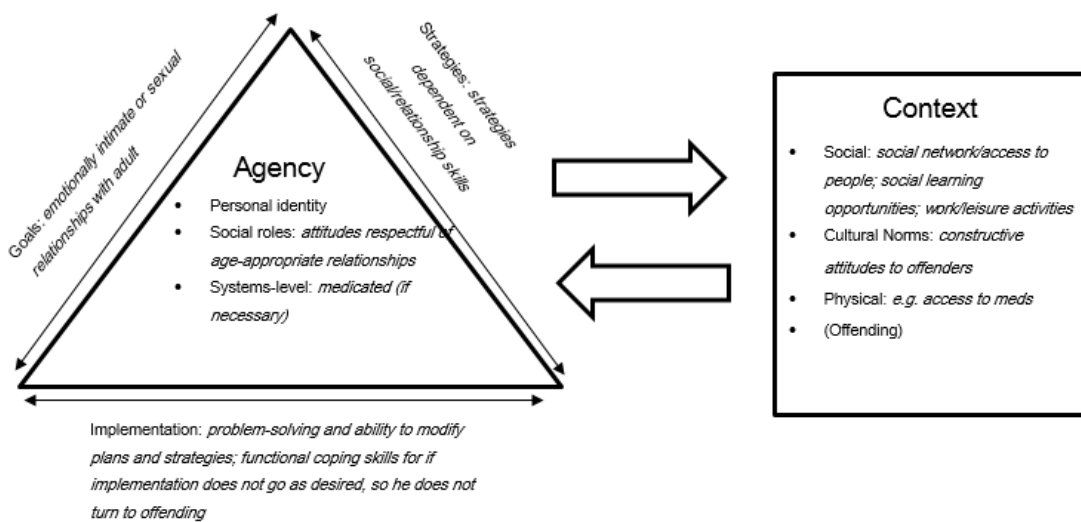 Goals: emotionally intimate or sexual
relationships with adult
Strategies: strategies
dependent on
social/relationship skills
Agency
• Personal identity
• Social roles: attitudes respectful of
age-appropriate relationships
• Systems-level: medicated (if
necessary)
Implementation: problem-solving and ability to modify
plans and strategies; functional coping skills for if
implementation does not go as desired, so he does not
turn to offending
Context
• Social: social network/access to
people; social learning
opportunities; work/leisure activities
• Cultural Norms: constructive
attitudes to offenders
• Physical: e.g. access to meds
• (Offending)